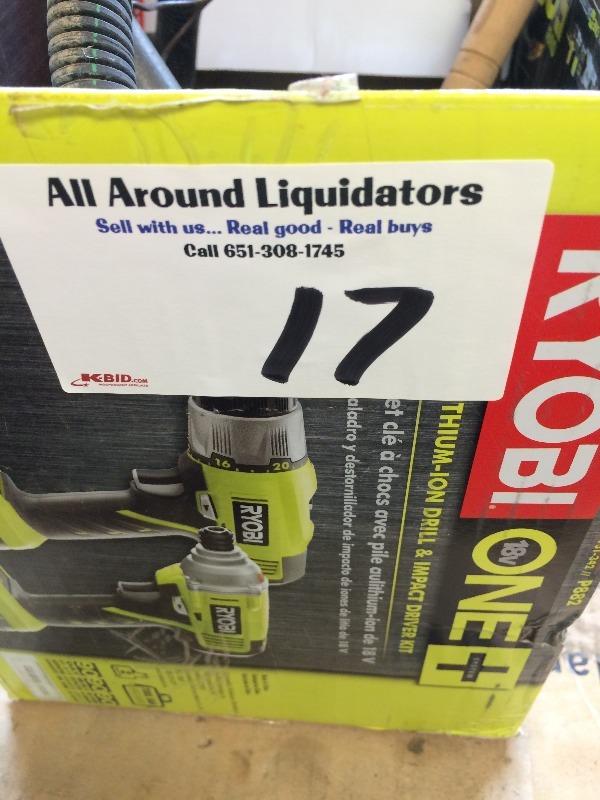 All Around Liquidators
Sell with us... Real good - Real buys
Call 651-308-1745
17
K-BID.COM
RYOBI
18V ONE+
P882
THIUM-ION DRILL & IMPACT DRIVER KIT
et clé à chocs avec pile au lithium-ion de 18 V
aladro y destornillador de impacto de iones de litio de 18 V
16 20
RYOBI
RYOBI